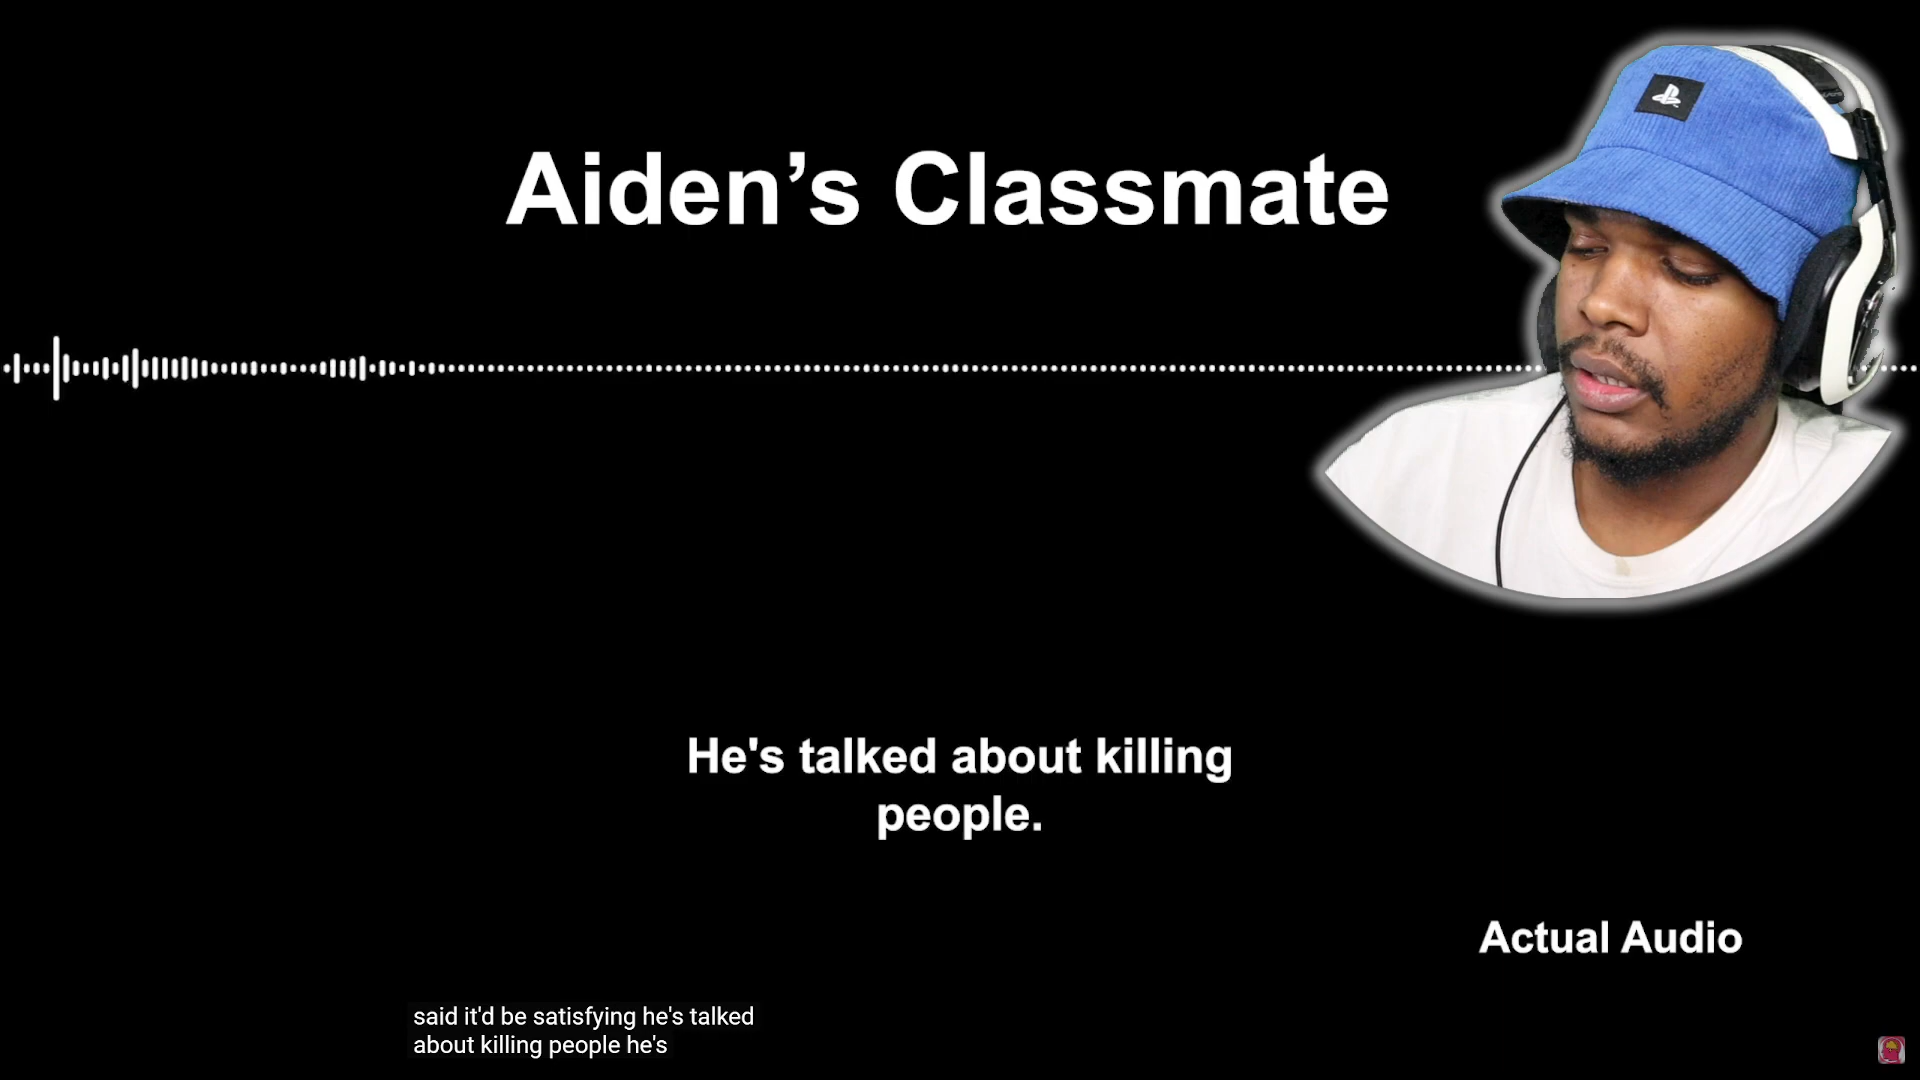 Aiden’s Classmate
He's talked about killing
people.
Actual Audio
said it'd be satisfying he's talked
about killing people he's